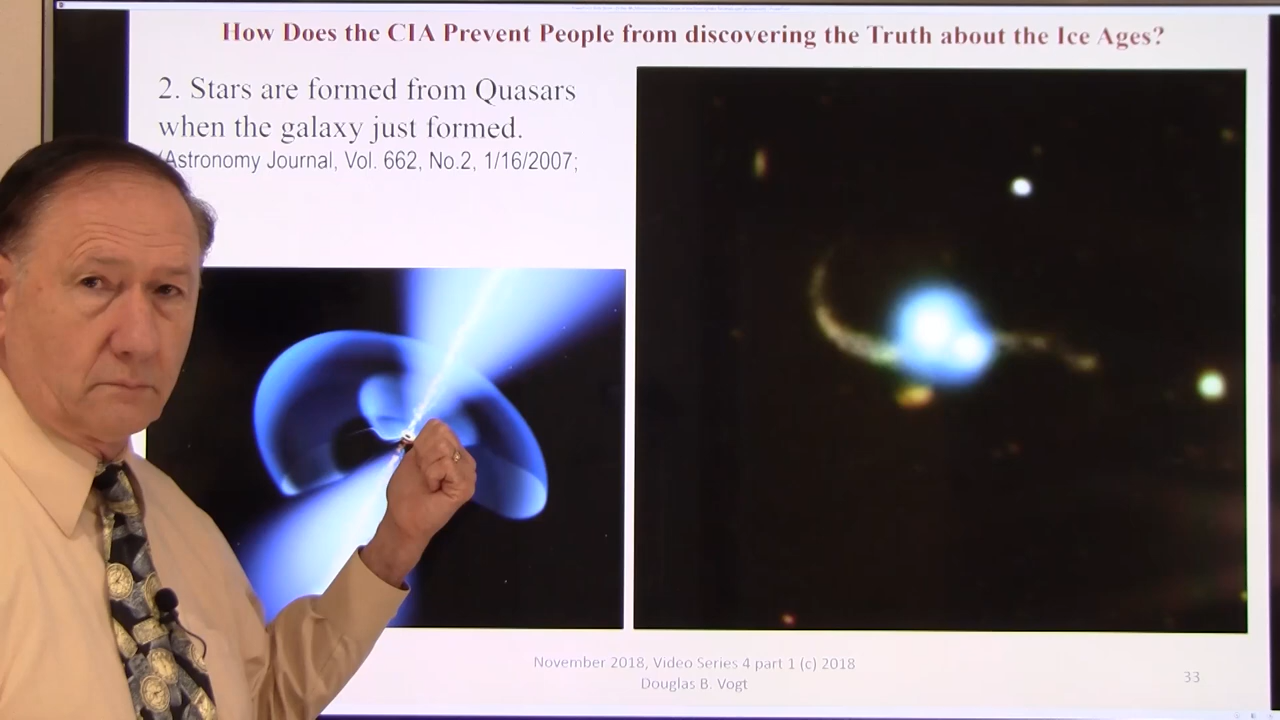 How Does the CIA Prevent People from discovering the Truth about the Ice Ages?
2. Stars are formed from Quasars
when the galaxy just formed.
(Astronomy Journal, Vol. 662, No.2, 1/16/2007;
November 2018, Video Series 4 part 1 (c) 2018
Douglas B. Vogt
33